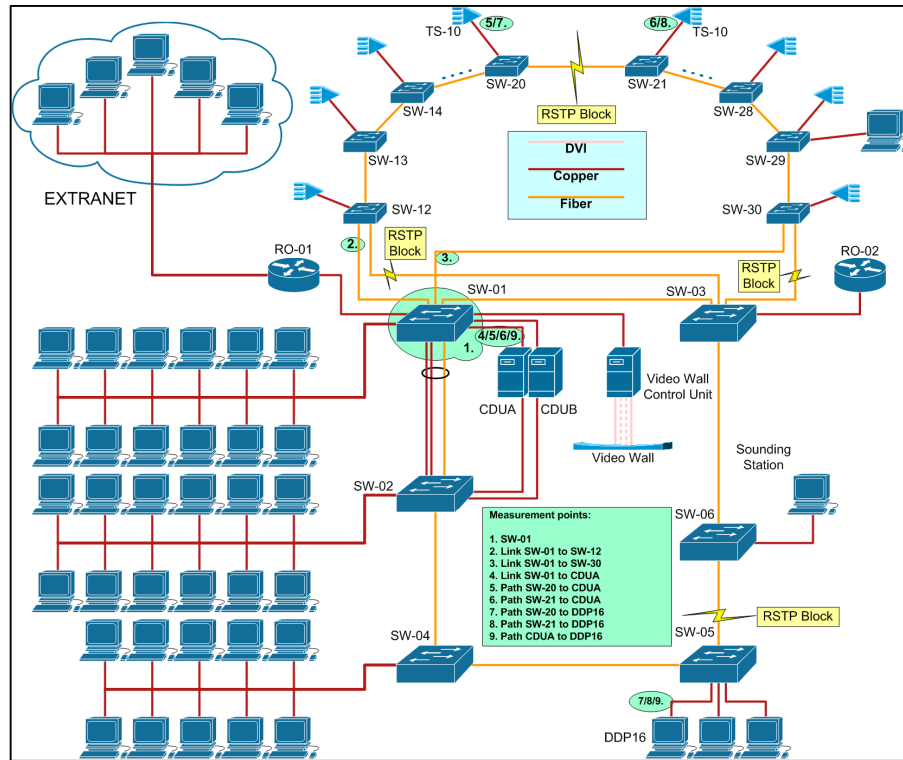 TS-10
5/7.
6/8.
TS-10
SW-20
SW-21
SW-14
SW-28
RSTP Block
SW-13
SW-29
DVI
Copper
Fiber
EXTRANET
SW-12
SW-30
2.
RSTP
Block
3.
RO-01
RSTP
Block
RO-02
SW-01
SW-03
4/5/6/9.
1.
CDUA
CDUB
Video Wall
Control Unit
Video Wall
Sounding
Station
SW-02
SW-06
Measurement points:
1. SW-01
2. Link SW-01 to SW-12
3. Link SW-01 to SW-30
4. Link SW-01 to CDUA
5. Path SW-20 to CDUA
6. Path SW-21 to CDUA
7. Path SW-20 to DDP16
8. Path SW-21 to DDP16
9. Path CDUA to DDP16
RSTP Block
SW-04
SW-05
7/8/9.
DDP16